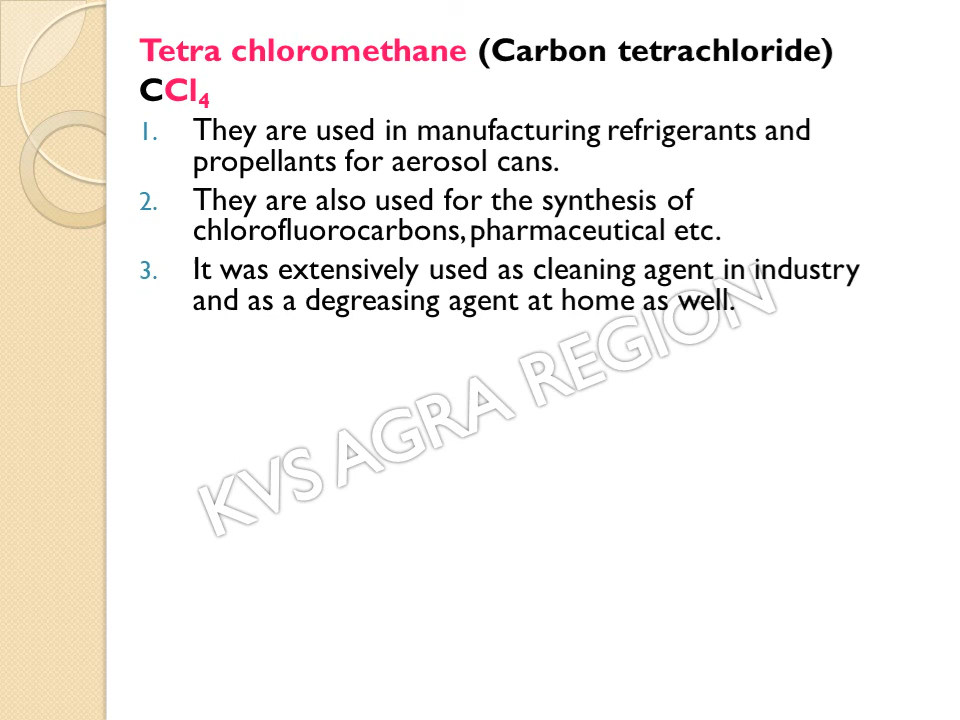 Tetra chloromethane (Carbon tetrachloride)
CCl₄
1. They are used in manufacturing refrigerants and
propellants for aerosol cans.
2. They are also used for the synthesis of
chlorofluorocarbons, pharmaceutical etc.
3. It was extensively used as cleaning agent in industry
and as a degreasing agent at home as well.
KVS AGRA REGION